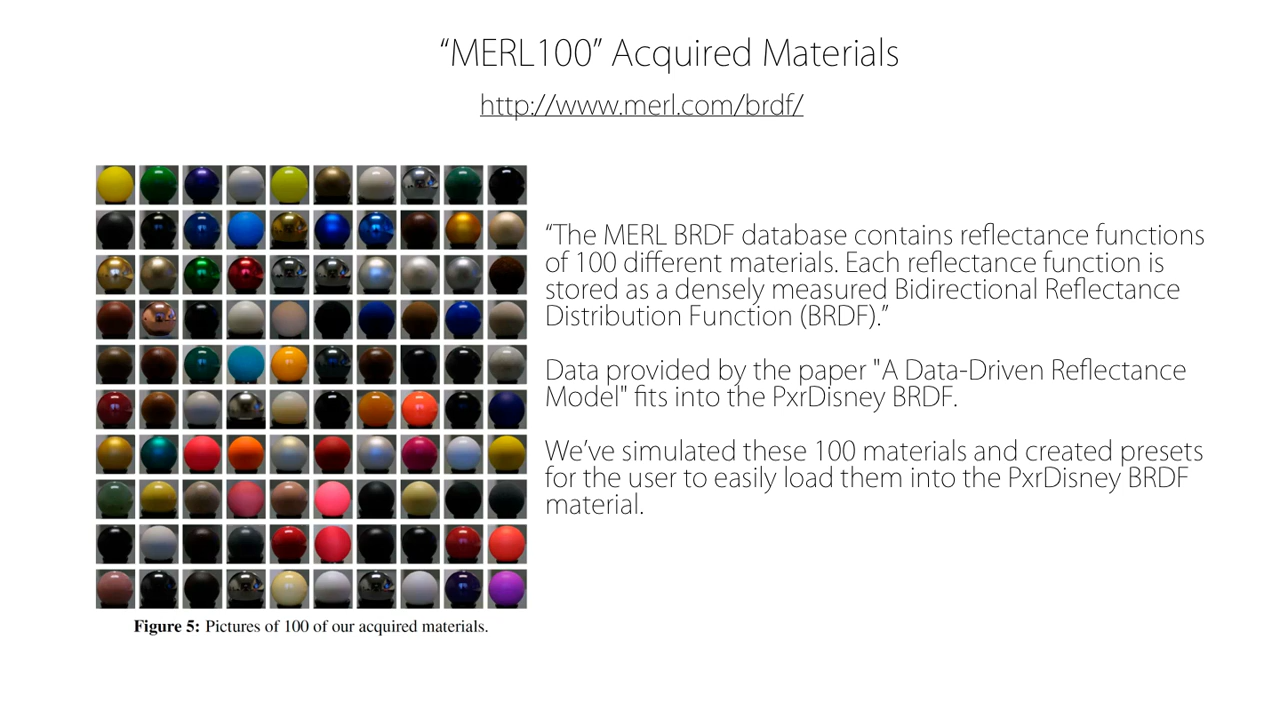 “MERL100” Acquired Materials
http://www.merl.com/brdf/
“The MERL BRDF database contains reflectance functions
of 100 different materials. Each reflectance function is
stored as a densely measured Bidirectional Reflectance
Distribution Function (BRDF).”
Data provided by the paper "A Data-Driven Reflectance
Model" fits into the PxrDisney BRDF.
We’ve simulated these 100 materials and created presets
for the user to easily load them into the PxrDisney BRDF
material.
Figure 5: Pictures of 100 of our acquired materials.